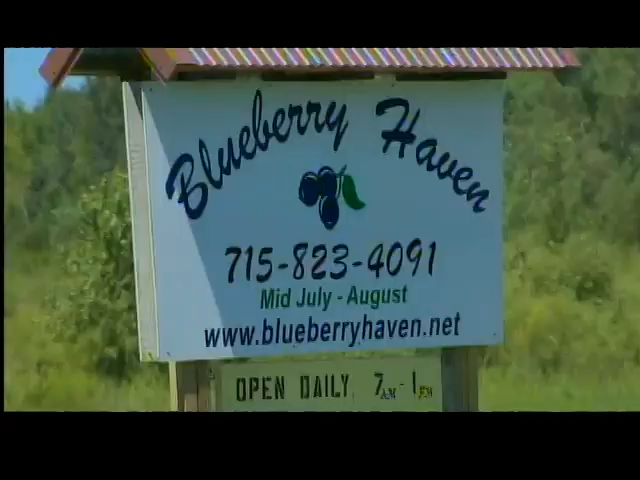 Blueberry Haven
715-823-4091
Mid July - August
www.blueberryhaven.net
OPEN DAILY 7AM - 1PM